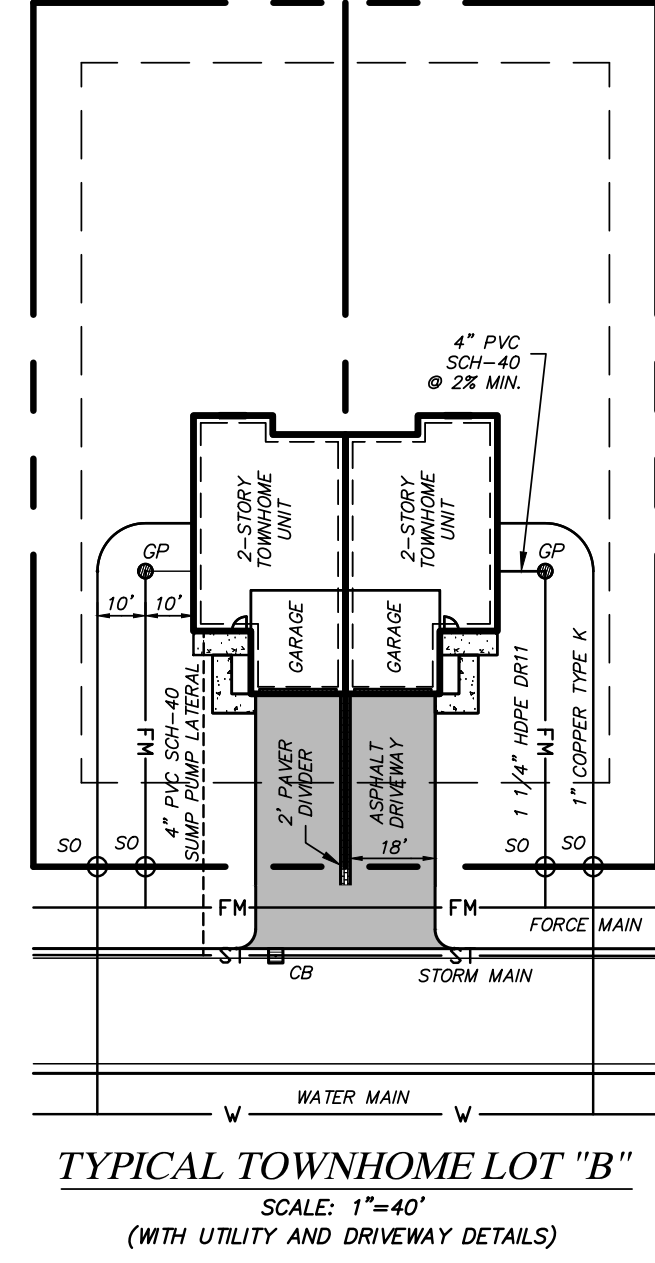 4" PVC
SCH-40
@ 2% MIN.
2-STORY
TOWNHOME
UNIT
2-STORY
TOWNHOME
UNIT
GP
GP
10'
10'
GARAGE
GARAGE
FM
4" PVC SCH-40
SUMP PUMP LATERAL
2' PAVER
DIVIDER
ASPHALT
DRIVEWAY
18'
1 1/4" HDPE DR11
FM
1" COPPER TYPE K
SO
SO
SO
SO
FM
FM
FORCE MAIN
ST
ST
CB
STORM MAIN
WATER MAIN
W
W
TYPICAL TOWNHOME LOT "B"
SCALE: 1"=40'
(WITH UTILITY AND DRIVEWAY DETAILS)